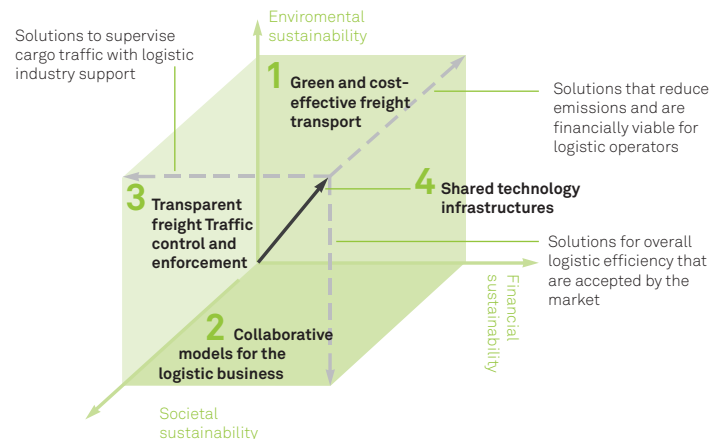 Enviromental
sustainability
Solutions to supervise
cargo traffic with logistic
industry support
1 Green and cost-
effective freight
transport
Solutions that reduce
emissions and are
financially viable for
logistic operators
3 Transparent
freight Traffic
control and
enforcement
4 Shared technology
infrastructures
Solutions for overall
logistic efficiency that
are accepted by the
market
Financial
sustainability
2 Collaborative
models for the
logistic business
Societal
sustainability